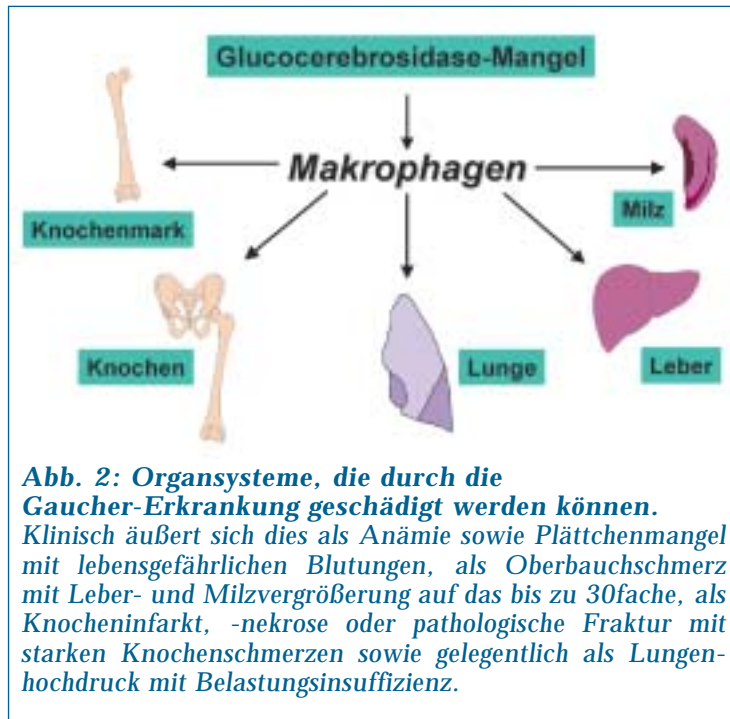 Glucocerebrosidase-Mangel
Makrophagen
Knochenmark
Milz
Knochen
Lunge
Leber
Abb. 2: Organsysteme, die durch die
Gaucher-Erkrankung geschädigt werden können.
Klinisch äußert sich dies als Anämie sowie Plättchenmangel
mit lebensgefährlichen Blutungen, als Oberbauchschmerz
mit Leber- und Milzvergrößerung auf das bis zu 30fache, als
Knocheninfarkt, -nekrose oder pathologische Fraktur mit
starken Knochenschmerzen sowie gelegentlich als Lungen-
hochdruck mit Belastungsinsuffizienz.